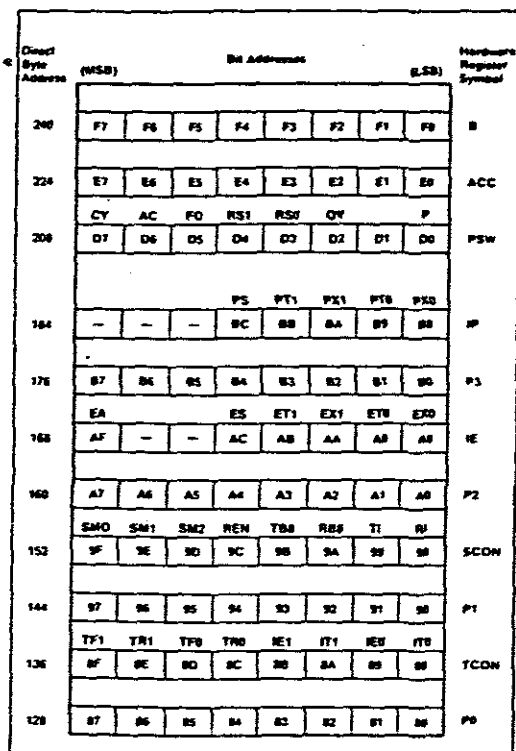 Direct Byte Address
Bit Addresses
Hardware Register Symbol
(MSB)
(LSB)
240 F7 F6 F5 F4 F3 F2 F1 F0 B
224 E7 E6 E5 E4 E3 E2 E1 E0 ACC
CY AC F0 RS1 RS0 OV P
208 D7 D6 D5 D4 D3 D2 D1 D0 PSW
PS PT1 PX1 PT0 PX0
184 — — — BC BB BA B9 B8 IP
176 B7 B6 B5 B4 B3 B2 B1 B0 P3
EA ES ET1 EX1 ET0 EX0
168 AF — — AC AB AA A9 A8 IE
160 A7 A6 A5 A4 A3 A2 A1 A0 P2
SM0 SM1 SM2 REN TB8 RB8 TI RI
152 9F 9E 9D 9C 9B 9A 99 98 SCON
144 97 96 95 94 93 92 91 90 P1
TF1 TR1 TF0 TR0 IE1 IT1 IE0 IT0
136 8F 8E 8D 8C 8B 8A 89 88 TCON
128 87 86 85 84 83 82 81 80 P0